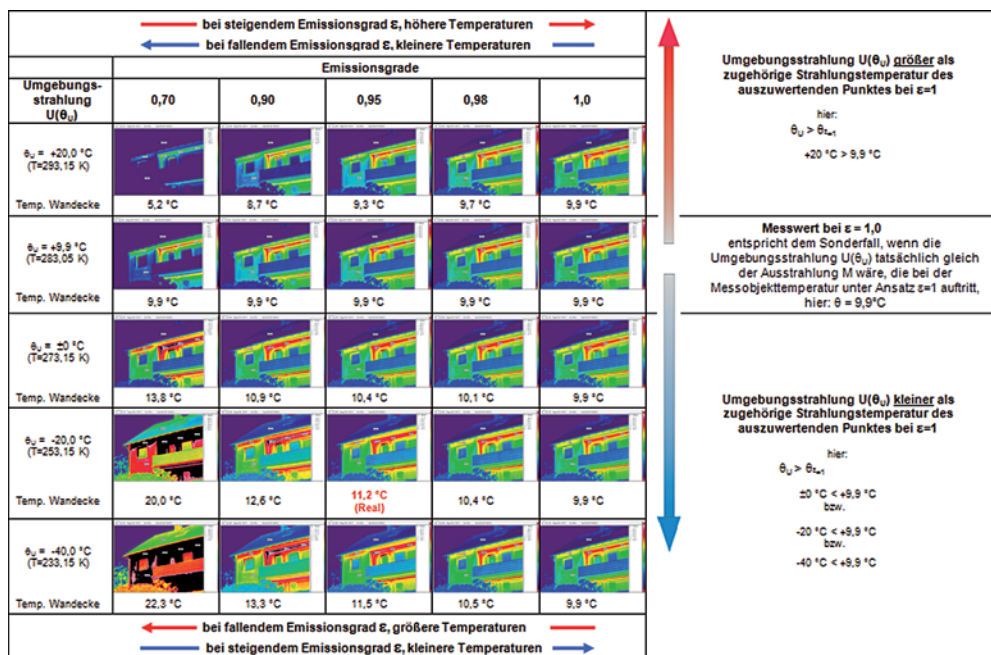 bei steigendem Emissionsgrad ε, höhere Temperaturen
bei fallendem Emissionsgrad ε, kleinere Temperaturen
Emissionsgrade
Umgebungs-
strahlung
U(θU)
0,70 0,90 0,95 0,98 1,0
θU = +20,0 °C
(T=293,15 K)
Temp. Wandecke 5,2 °C 8,7 °C 9,3 °C 9,7 °C 9,9 °C
θU = +9,9 °C
(T=283,05 K)
9,9 °C 9,9 °C 9,9 °C 9,9 °C 9,9 °C
θU = ±0 °C
(T=273,15 K)
Temp. Wandecke 13,8 °C 10,9 °C 10,4 °C 10,1 °C 9,9 °C
θU = -20,0 °C
(T=253,15 K)
Temp. Wandecke 20,0 °C 12,6 °C 11,2 °C 10,4 °C 9,9 °C
(Real)
θU = -40,0 °C
(T=233,15 K)
Temp. Wandecke 22,3 °C 13,3 °C 11,5 °C 10,5 °C 9,9 °C
bei fallendem Emissionsgrad ε, größere Temperaturen
bei steigendem Emissionsgrad ε, kleinere Temperaturen
Umgebungsstrahlung U(θU) größer als
zugehörige Strahlungstemperatur des
auszuwertenden Punktes bei ε=1
hier:
θU > θε=1
+20 °C > 9,9 °C
Messwert bei ε = 1,0
entspricht dem Sonderfall, wenn die
Umgebungsstrahlung U(θU) tatsächlich gleich
der Ausstrahlung M wäre, die bei der
Messobjekttemperatur unter Ansatz ε=1 auftritt,
hier: θ = 9,9°C
Umgebungsstrahlung U(θU) kleiner als
zugehörige Strahlungstemperatur des
auszuwertenden Punktes bei ε=1
hier:
θU > θε=1
±0 °C < +9,9 °C
bzw.
-20 °C < +9,9 °C
bzw.
-40 °C < +9,9 °C